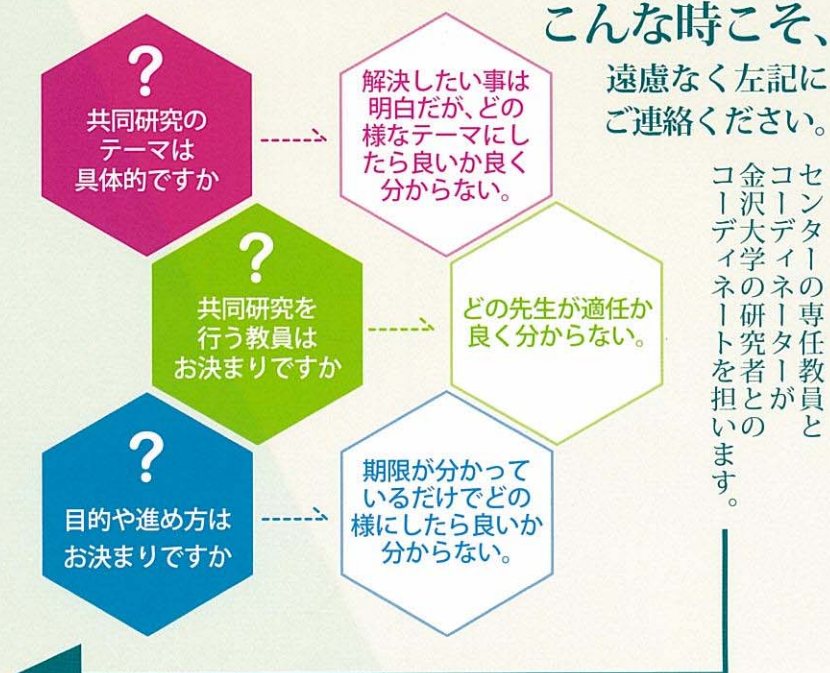 こんな時こそ、
遠慮なく左記に
ご連絡ください。
センターの専任教員と
コーディネーターが
金沢大学の研究者との
コーディネートを担います。
?
共同研究の
テーマは
具体的ですか
解決したい事は
明白だが、どの
様なテーマにし
たら良いか良く
分からない。
?
共同研究を
行う教員は
お決まりですか
どの先生が適任か
良く分からない。
?
目的や進め方は
お決まりですか
期限が分かって
いるだけでどの
様にしたら良いか
分からない。